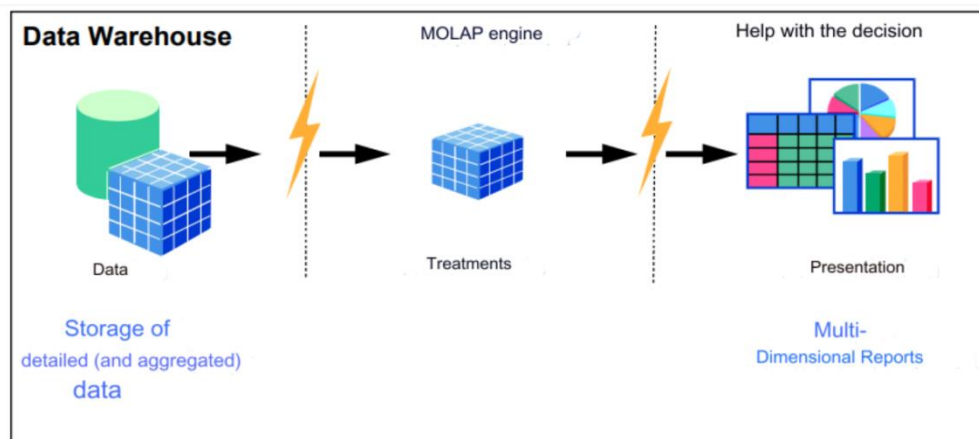 Data Warehouse
MOLAP engine
Help with the decision
Data
Treatments
Presentation
Storage of
detailed (and aggregated)
data
Multi-
Dimensional Reports